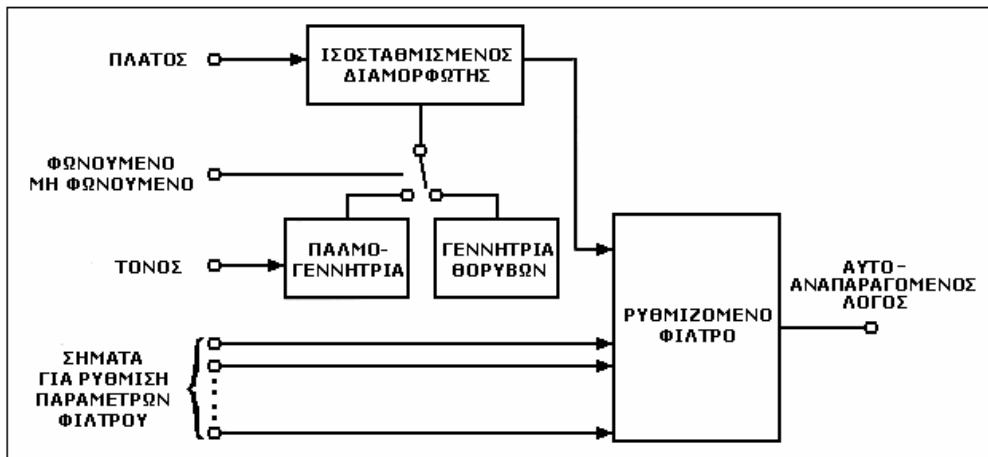 ΠΛΑΤΟΣ
ΙΣΟΣΤΑΘΜΙΣΜΕΝΟΣ
ΔΙΑΜΟΡΦΩΤΗΣ
ΦΩΝΟΥΜΕΝΟ
ΜΗ ΦΩΝΟΥΜΕΝΟ
ΤΟΝΟΣ
ΠΑΛΜΟ-
ΓΕΝΝΗΤΡΙΑ
ΓΕΝΝΗΤΡΙΑ
ΘΟΡΥΒΩΝ
ΡΥΘΜΙΖΟΜΕΝΟ
ΦΙΛΤΡΟ
ΑΥΤΟ-
ΑΝΑΠΑΡΑΓΟΜΕΝΟΣ
ΛΟΓΟΣ
ΣΗΜΑΤΑ
ΓΙΑ ΡΥΘΜΙΣΗ
ΠΑΡΑΜΕΤΡΩΝ
ΦΙΛΤΡΟΥ